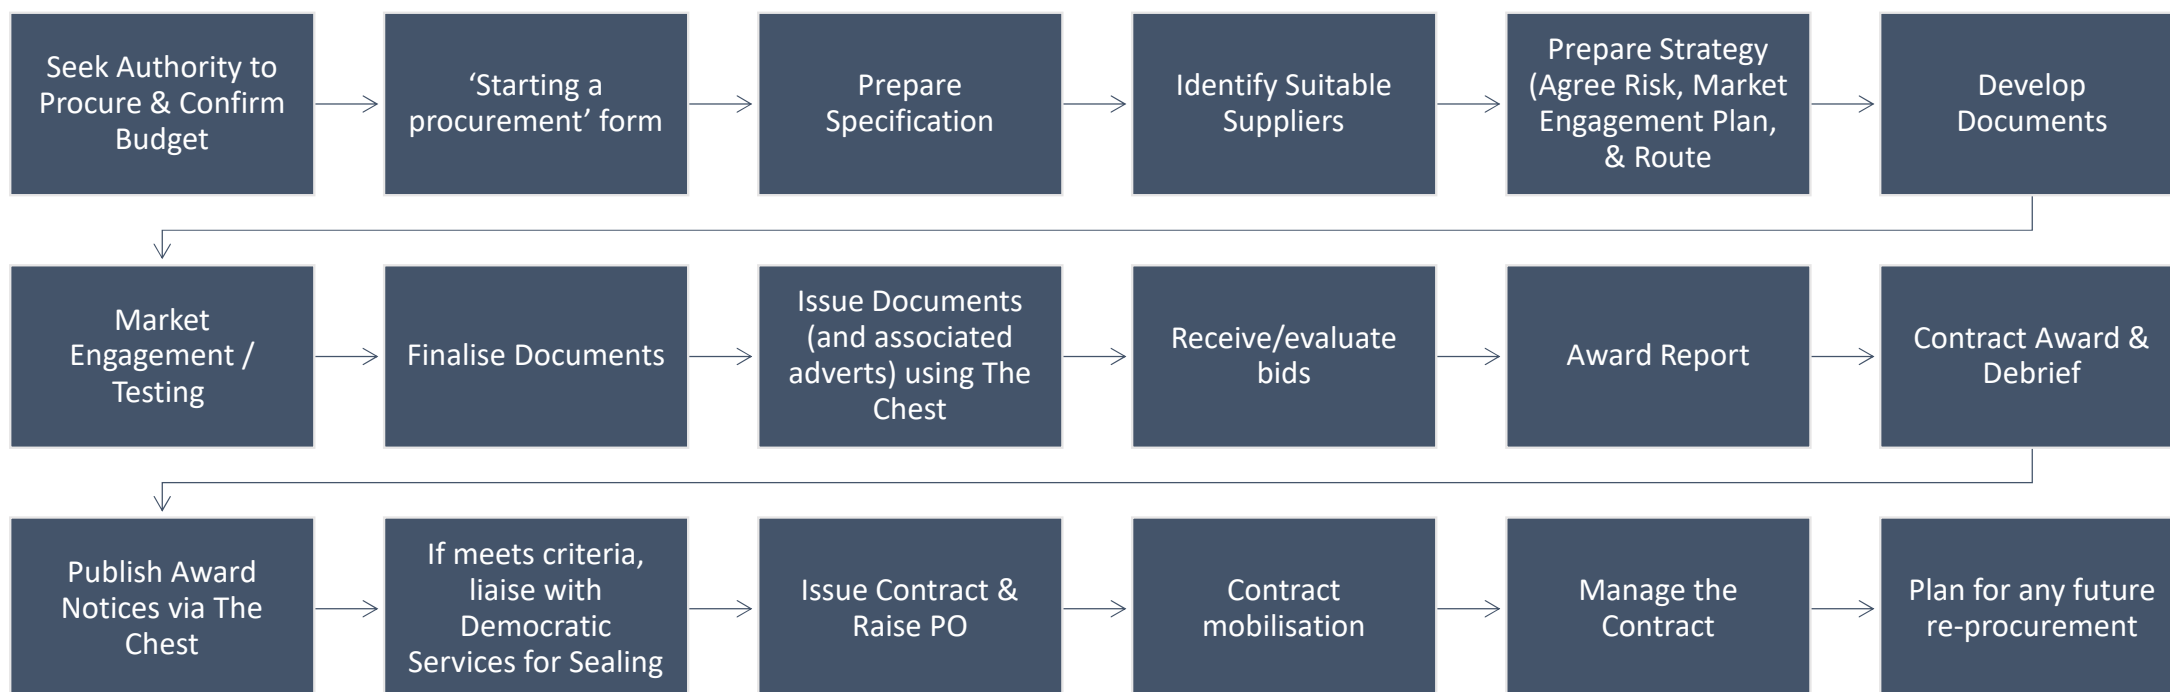 Seek Authority to
Procure & Confirm
Budget
‘Starting a
procurement’ form
Prepare
Specification
Identify Suitable
Suppliers
Prepare Strategy
(Agree Risk, Market
Engagement Plan,
& Route
Develop
Documents
Market
Engagement /
Testing
Finalise Documents
Issue Documents
(and associated
adverts) using The
Chest
Receive/evaluate
bids
Award Report
Contract Award &
Debrief
Publish Award
Notices via The
Chest
If meets criteria,
liaise with
Democratic
Services for Sealing
Issue Contract &
Raise PO
Contract
mobilisation
Manage the
Contract
Plan for any future
re-procurement